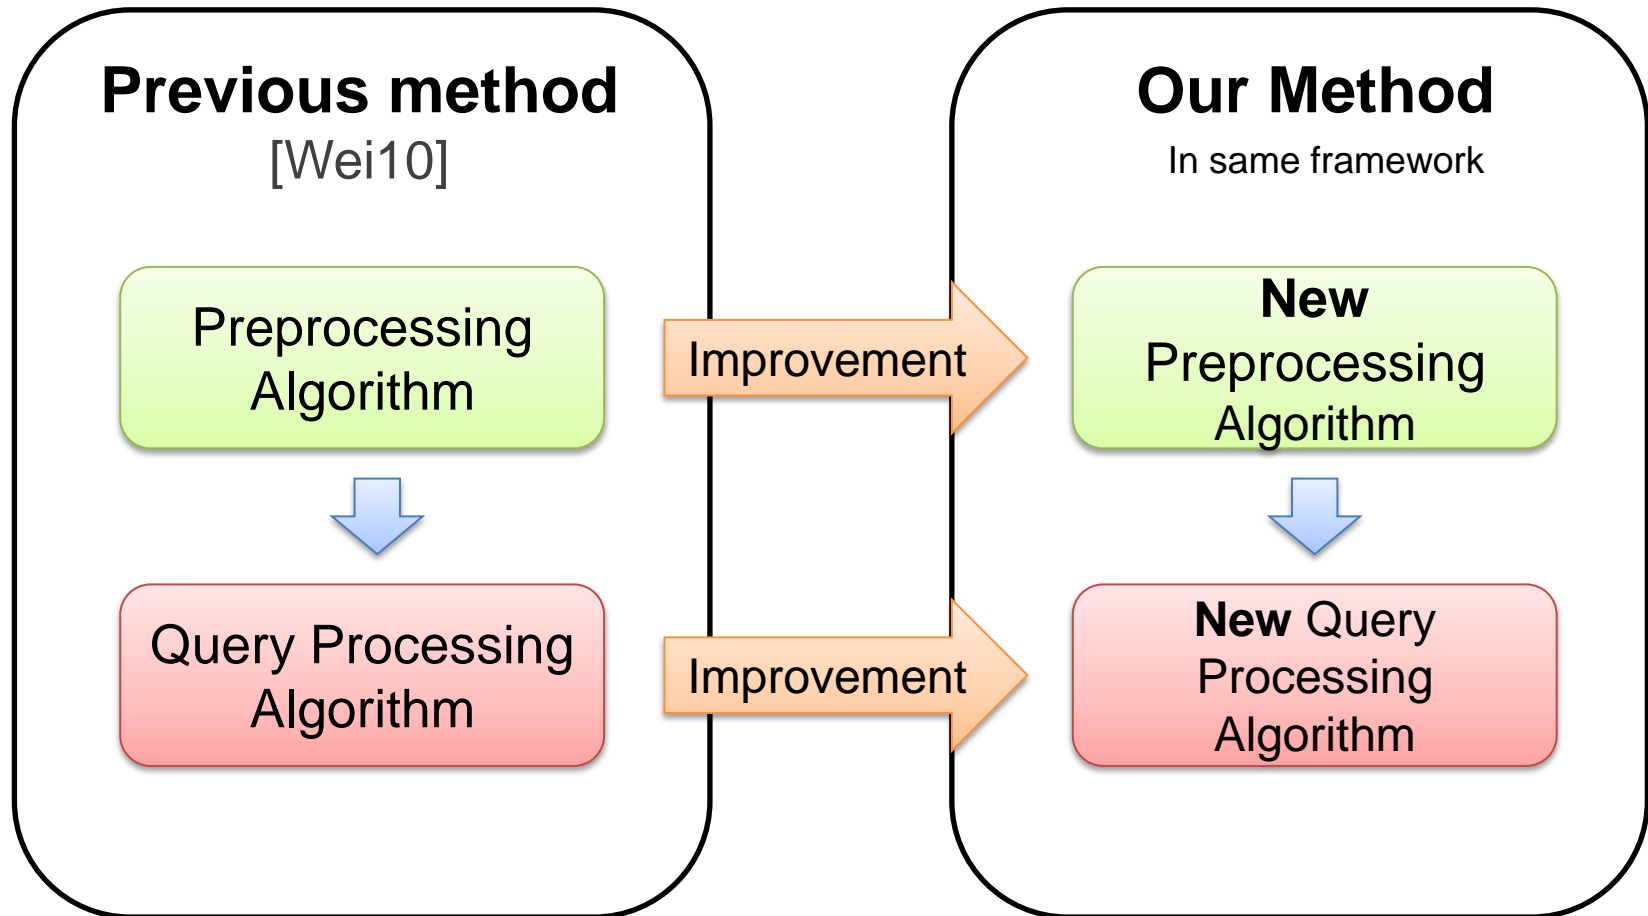 Previous method
[Wei10]
Preprocessing
Algorithm
Query Processing
Algorithm
Improvement
Improvement
Our Method
In same framework
New
Preprocessing
Algorithm
New Query
Processing
Algorithm